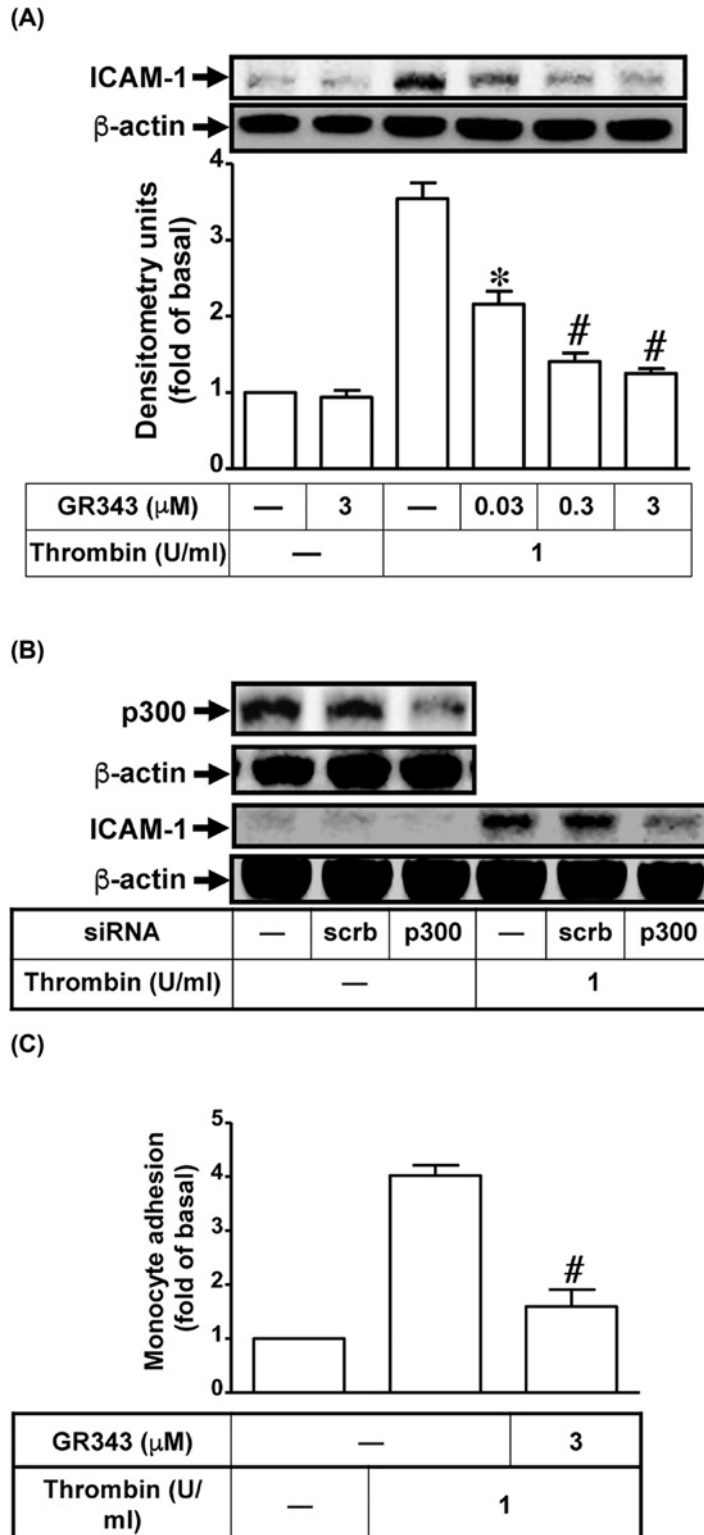 (A)
ICAM-1
β-actin
Densitometry units
(fold of basal)
4
3
2
1
0
*
#
#
GR343 (μM) — 3 — 0.03 0.3 3
Thrombin (U/ml) — 1
(B)
p300
β-actin
ICAM-1
β-actin
siRNA — scrb p300 — scrb p300
Thrombin (U/ml) — 1
(C)
Monocyte adhesion
(fold of basal)
5
4
3
2
1
0
#
GR343 (μM) — 3
Thrombin (U/
ml) — 1